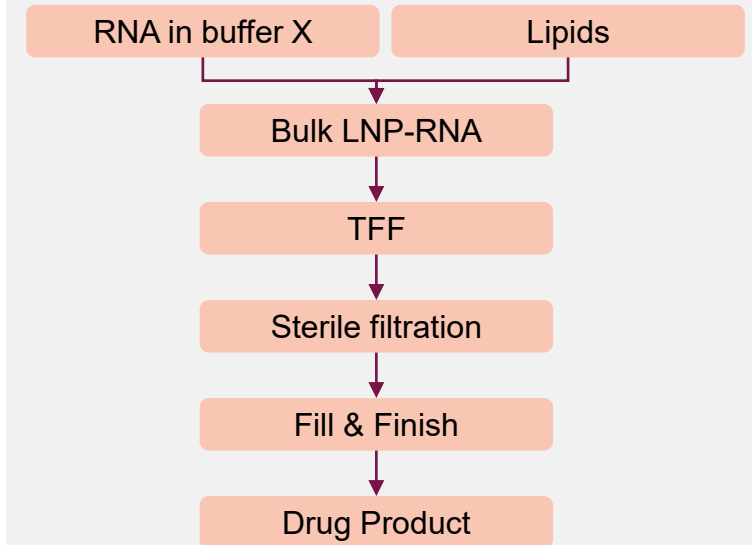 RNA in buffer X
Lipids
Bulk LNP-RNA
TFF
Sterile filtration
Fill & Finish
Drug Product